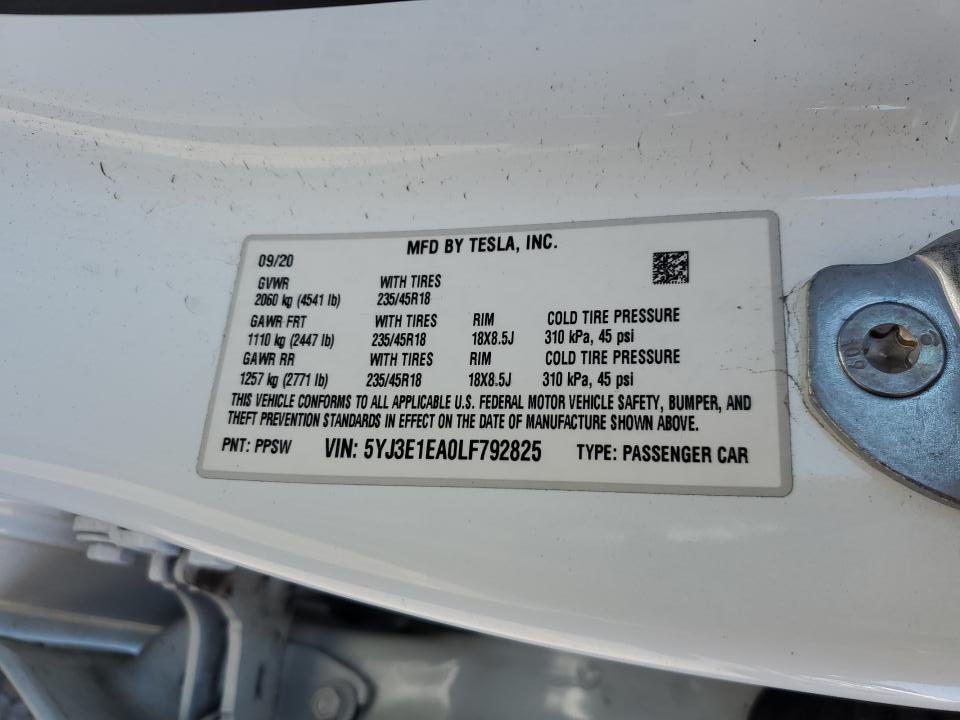 MFD BY TESLA, INC.
09/20
GVWR WITH TIRES
2060 kg (4541 lb) 235/45R18
GAWR FRT WITH TIRES RIM COLD TIRE PRESSURE
1110 kg (2447 lb) 235/45R18 18X8.5J 310 kPa, 45 psi
GAWR RR WITH TIRES RIM COLD TIRE PRESSURE
1257 kg (2771 lb) 235/45R18 18X8.5J 310 kPa, 45 psi
THIS VEHICLE CONFORMS TO ALL APPLICABLE U.S. FEDERAL MOTOR VEHICLE SAFETY, BUMPER, AND
THEFT PREVENTION STANDARDS IN EFFECT ON THE DATE OF MANUFACTURE SHOWN ABOVE.
PNT: PPSW VIN: 5YJ3E1EA0LF792825 TYPE: PASSENGER CAR